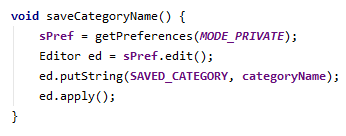 void saveCategoryName() {
    sPref = getPreferences(MODE_PRIVATE);
    Editor ed = sPref.edit();
    ed.putString(SAVED_CATEGORY, categoryName);
    ed.apply();
}